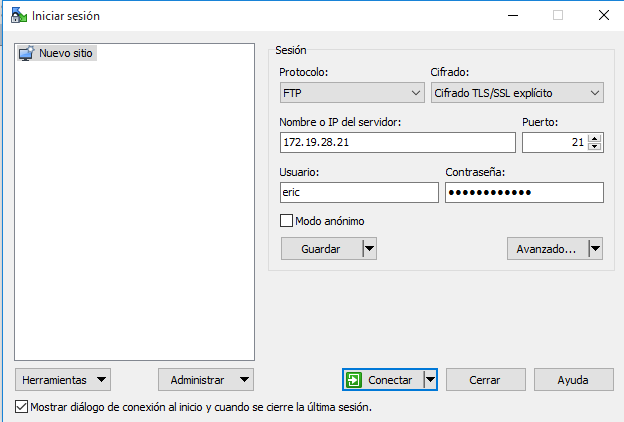 Iniciar sesión
Nuevo sitio
Sesión
Protocolo: Cifrado:
FTP Cifrado TLS/SSL explícito
Nombre o IP del servidor: Puerto:
172.19.28.21 21
Usuario: Contraseña:
eric ••••••••••••
Modo anónimo
Guardar Avanzado...
Herramientas Administrar Conectar Cerrar Ayuda
Mostrar diálogo de conexión al inicio y cuando se cierre la última sesión.